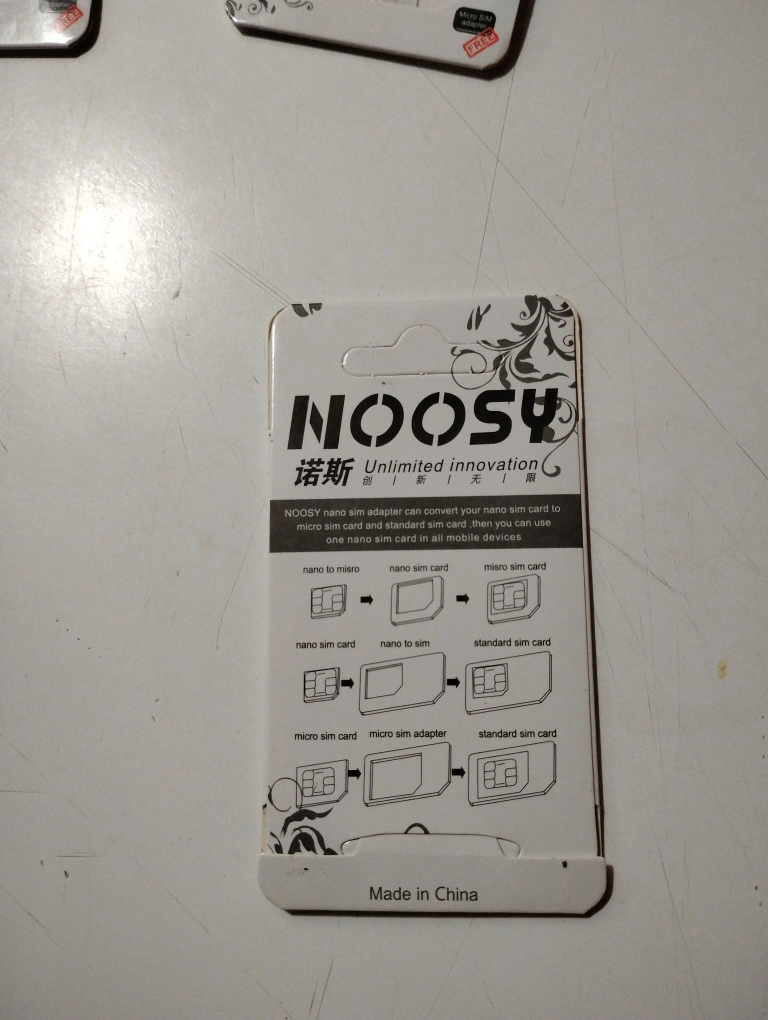 adapter
FREE
Micro SIM
adapter
FREE
NOOSY
诺斯 Unlimited innovation
创 | 新 | 无 | 限
NOOSY nano sim adapter can convert your nano sim card to
micro sim card and standard sim card ,then you can use
one nano sim card in all mobile devices
nano to misro nano sim card misro sim card
nano sim card nano to sim standard sim card
micro sim card micro sim adapter standard sim card
Made in China